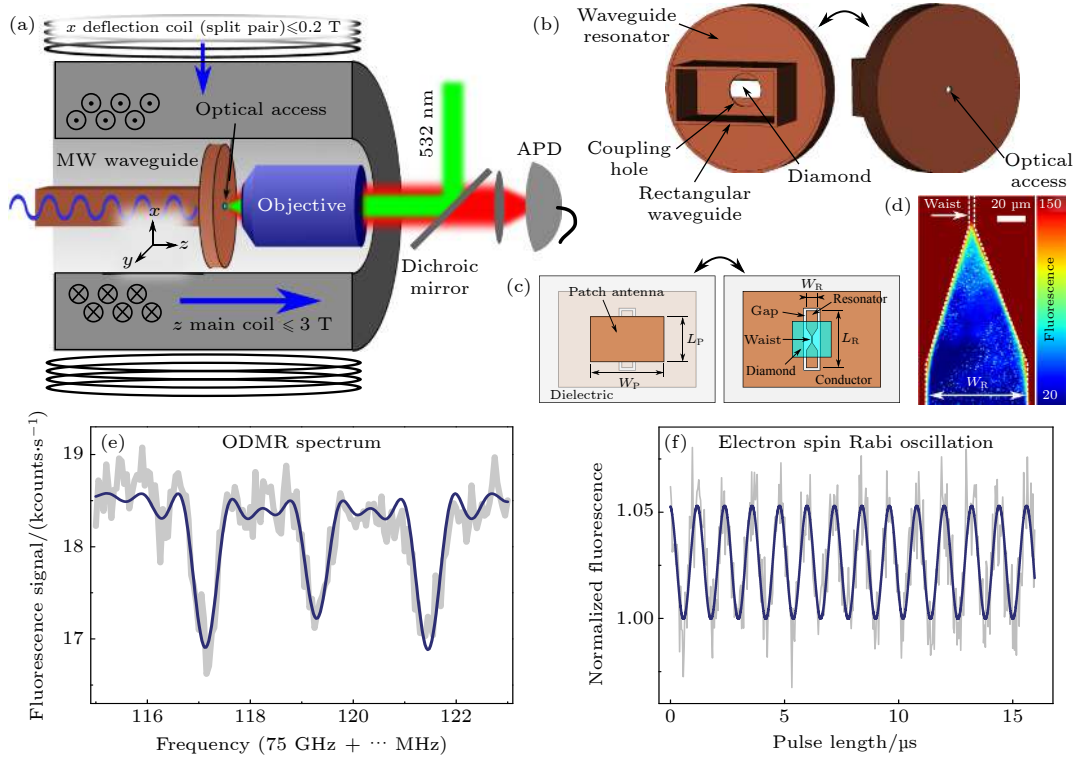 (a)
x deflection coil (split pair)⩽0.2 T
Optical access
MW waveguide
532 nm
APD
Objective
x
z
y
Dichroic
mirror
z main coil ⩽ 3 T
(b)
Waveguide
resonator
Coupling
hole
Diamond
Rectangular
waveguide
Optical
access
(c)
Patch antenna
L_P
W_P
Dielectric
W_R
Resonator
Gap
Waist
L_R
Diamond
Conductor
(d)
Waist
20 μm
150
Fluorescence
W_R
20
(e)
ODMR spectrum
Fluorescence signal/(kcounts·s⁻¹)
19
18
17
116
118
120
122
Frequency (75 GHz + ··· MHz)
(f)
Electron spin Rabi oscillation
Normalized fluorescence
1.05
1.00
0
5
10
15
Pulse length/μs